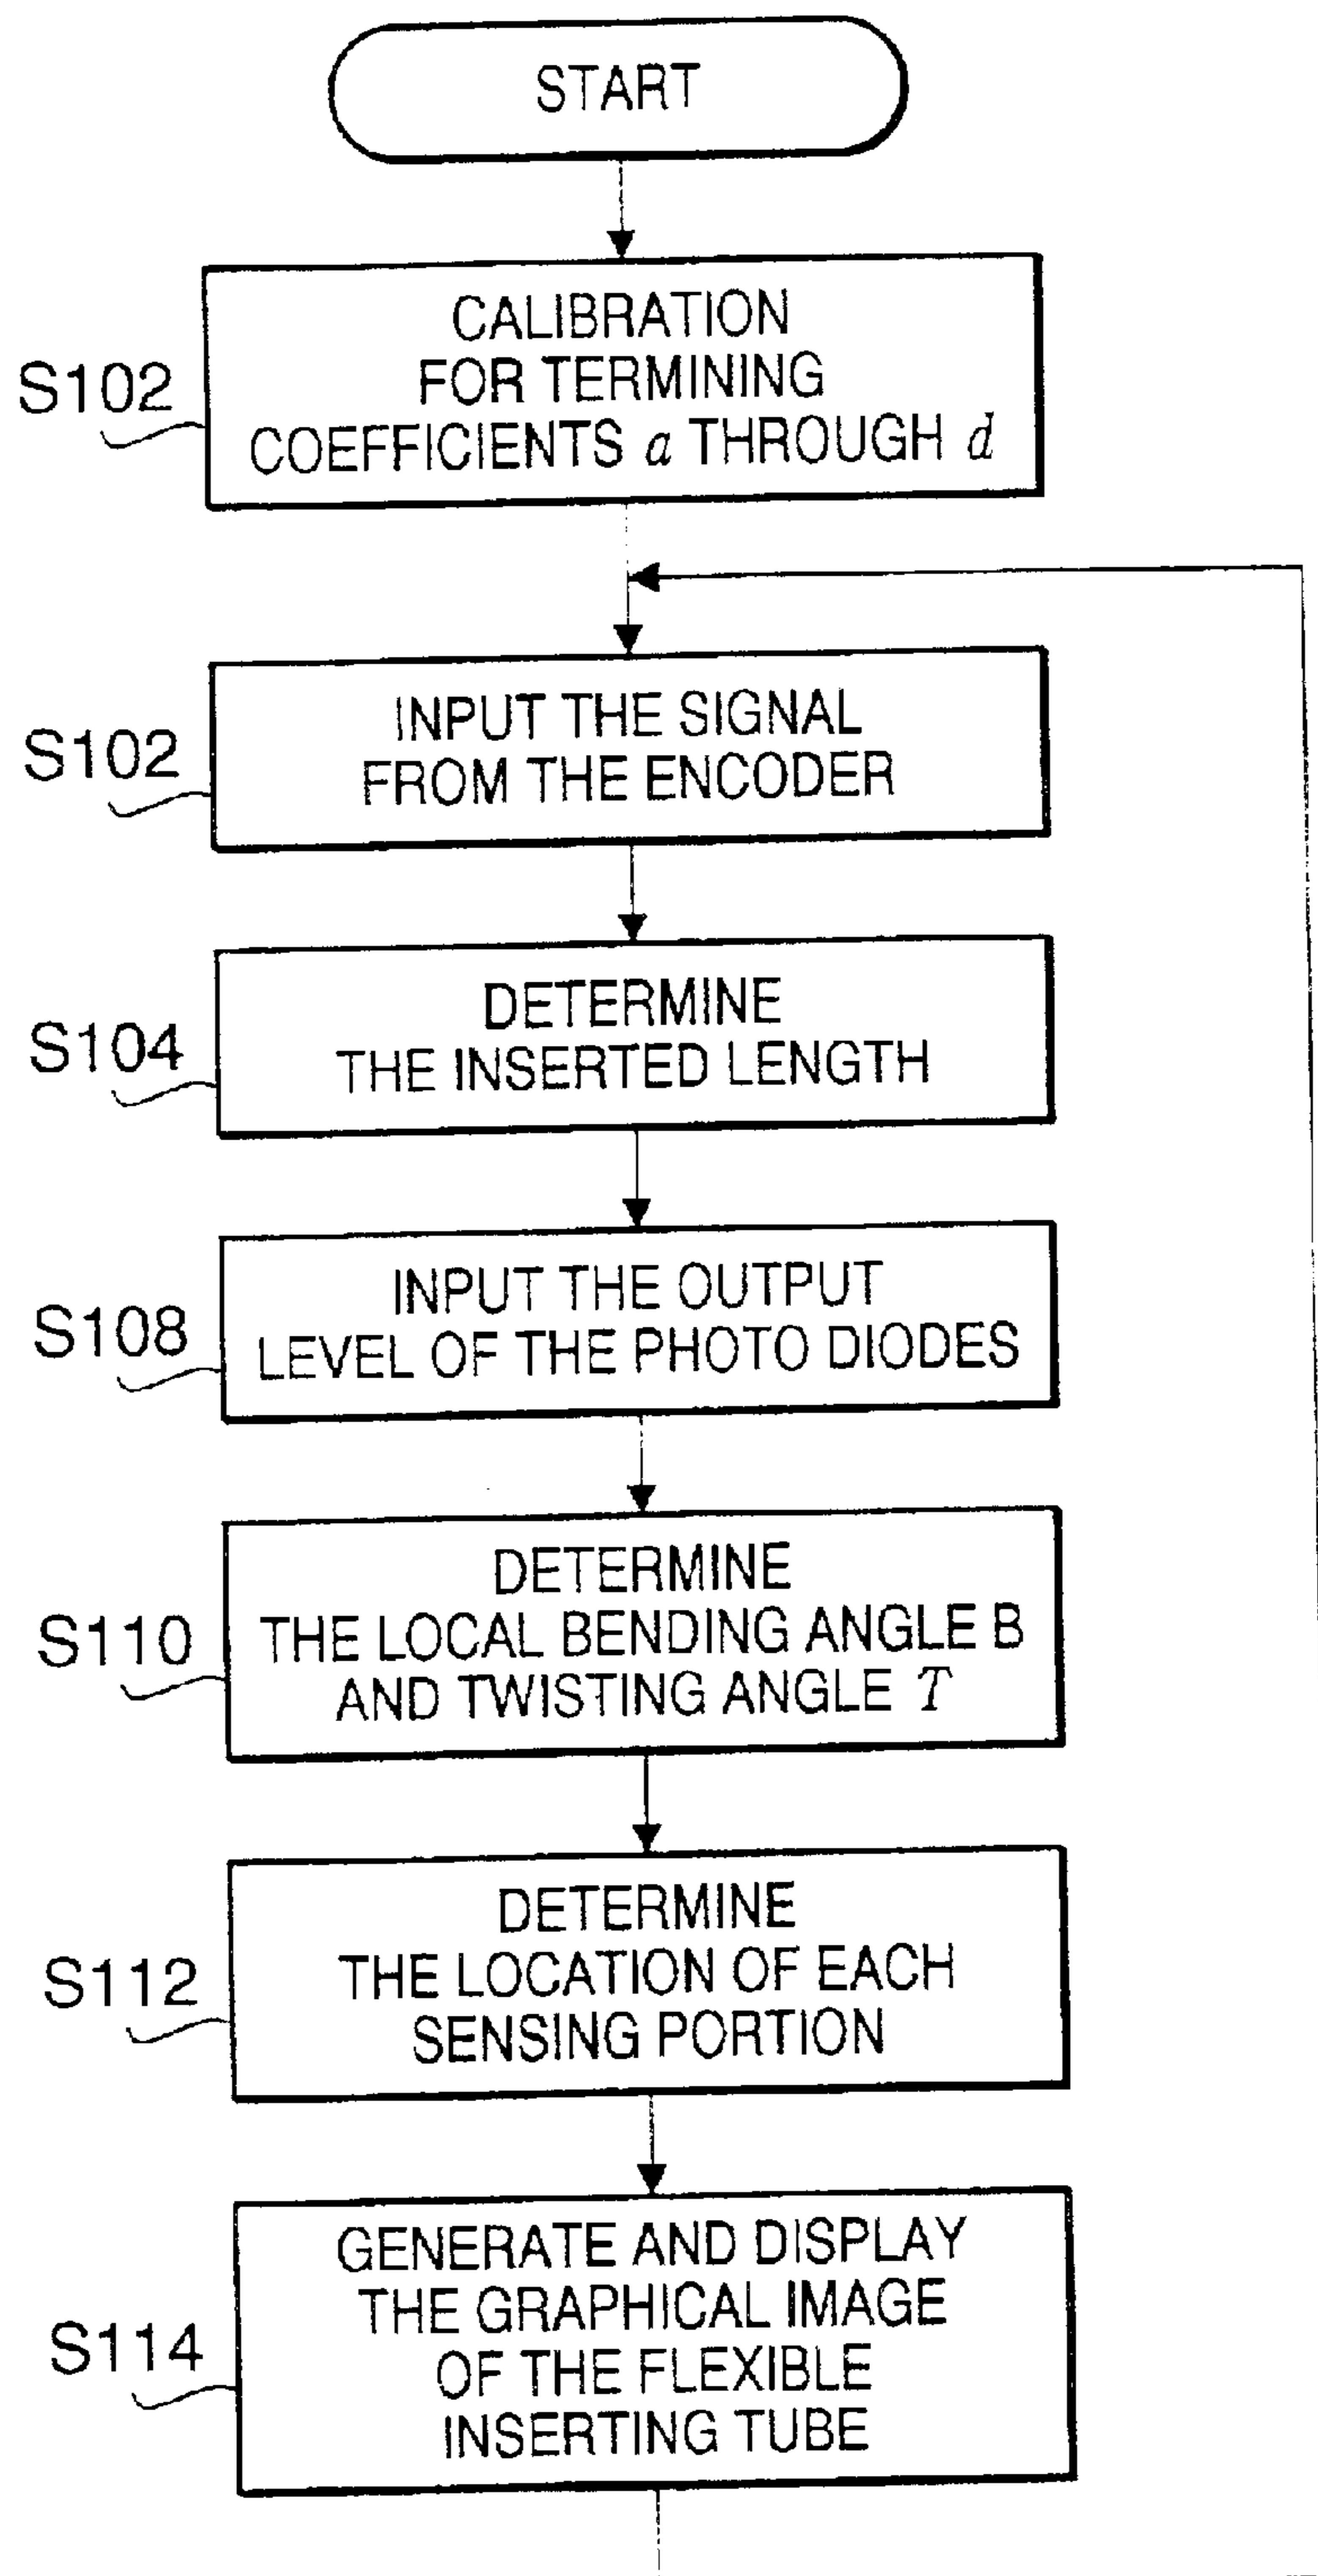 START
CALIBRATION
FOR TERMINING
COEFFICIENTS a THROUGH d
S102
INPUT THE SIGNAL
FROM THE ENCODER
S102
DETERMINE
THE INSERTED LENGTH
S104
INPUT THE OUTPUT
LEVEL OF THE PHOTO DIODES
S108
DETERMINE
THE LOCAL BENDING ANGLE B
AND TWISTING ANGLE T
S110
DETERMINE
THE LOCATION OF EACH
SENSING PORTION
S112
GENERATE AND DISPLAY
THE GRAPHICAL IMAGE
OF THE FLEXIBLE
INSERTING TUBE
S114